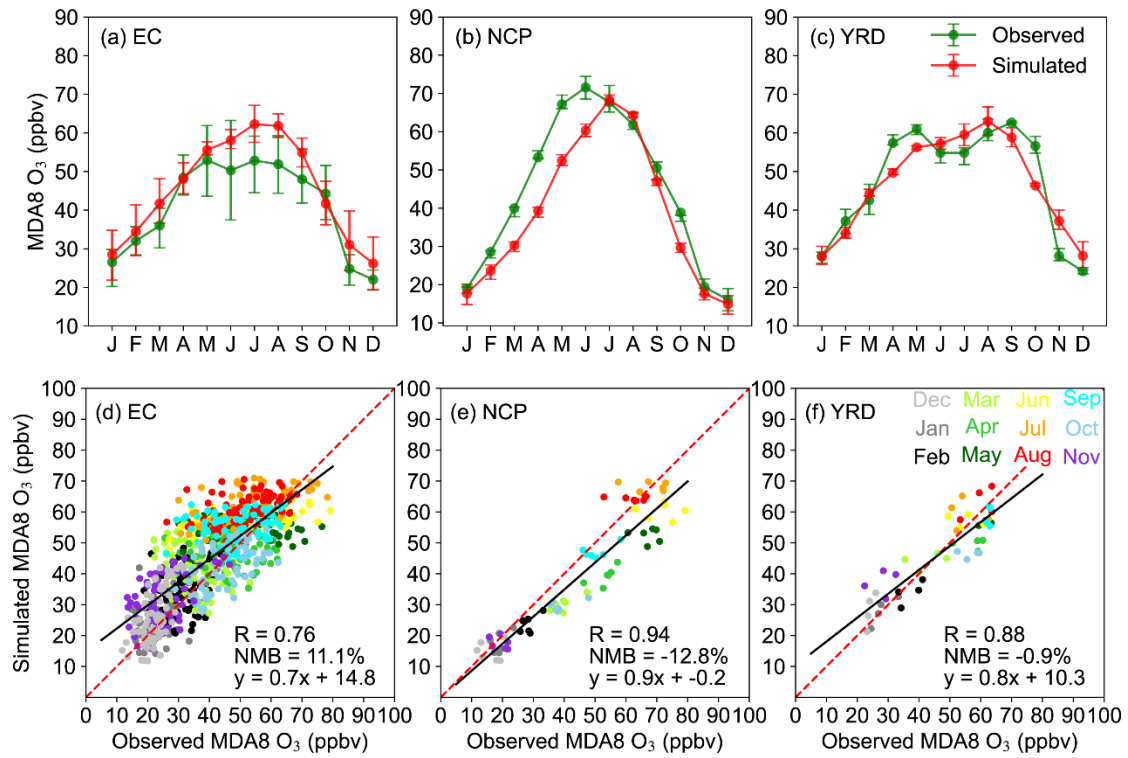 (a) EC
(b) NCP
(c) YRD
Observed
Simulated
MDA8 O₃ (ppbv)
90
80
70
60
50
40
30
20
10
J F M A M J J A S O N D
90
80
70
60
50
40
30
20
10
J F M A M J J A S O N D
90
80
70
60
50
40
30
20
10
J F M A M J J A S O N D
(d) EC
(e) NCP
(f) YRD
Dec Mar Jun Sep
Jan Apr Jul Oct
Feb May Aug Nov
Simulated MDA8 O₃ (ppbv)
100
90
80
70
60
50
40
30
20
10
R = 0.76
NMB = 11.1%
y = 0.7x + 14.8
0 10 20 30 40 50 60 70 80 90 100
Observed MDA8 O₃ (ppbv)
100
90
80
70
60
50
40
30
20
10
R = 0.94
NMB = -12.8%
y = 0.9x + -0.2
0 10 20 30 40 50 60 70 80 90 100
Observed MDA8 O₃ (ppbv)
100
90
80
70
60
50
40
30
20
10
R = 0.88
NMB = -0.9%
y = 0.8x + 10.3
0 10 20 30 40 50 60 70 80 90 100
Observed MDA8 O₃ (ppbv)